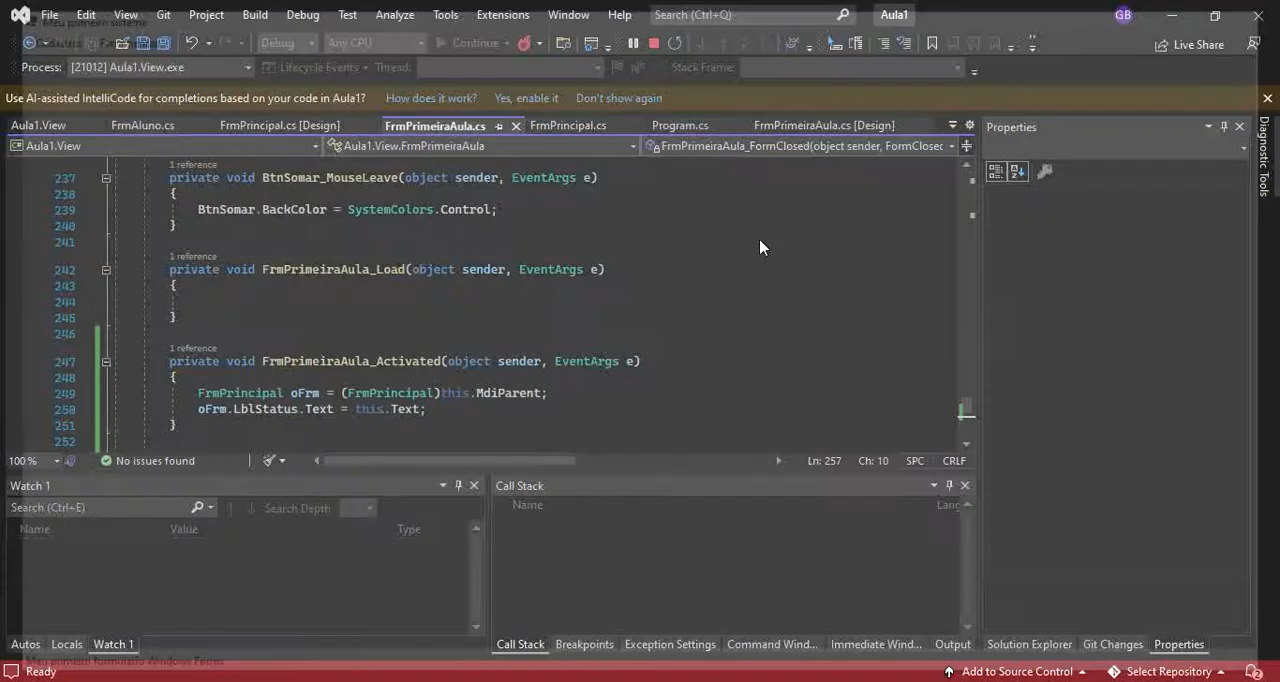 File Edit View Git Project Build Debug Test Analyze Tools Extensions Window Help Search (Ctrl+Q) Aula1 GB
Meu primeiro sistema
Debug Any CPU Continue Live Share
Process: [21012] Aula1.View.exe Lifecycle Events Thread: Stack Frame:
Use AI-assisted IntelliCode for completions based on your code in Aula1? How does it work? Yes, enable it Don't show again
Aula1.View FrmAluno.cs FrmPrincipal.cs [Design] FrmPrimeiraAula.cs FrmPrincipal.cs Program.cs FrmPrimeiraAula.cs [Design] Properties
Aula1.View Aula1.View.FrmPrimeiraAula FrmPrimeiraAula_FormClosed(object sender, FormClosec
1 reference
237 private void BtnSomar_MouseLeave(object sender, EventArgs e)
238 {
239 BtnSomar.BackColor = SystemColors.Control;
240 }
241
1 reference
242 private void FrmPrimeiraAula_Load(object sender, EventArgs e)
243 {
244
245 }
246
1 reference
247 private void FrmPrimeiraAula_Activated(object sender, EventArgs e)
248 {
249 FrmPrincipal oFrm = (FrmPrincipal)this.MdiParent;
250 oFrm.LblStatus.Text = this.Text;
251 }
252
100 % No issues found Ln: 257 Ch: 10 SPC CRLF
Watch 1 Call Stack
Search (Ctrl+E) Search Depth: Name Lang
Name Value Type
Autos Locals Watch 1 Call Stack Breakpoints Exception Settings Command Wind... Immediate Wind... Output Solution Explorer Git Changes Properties
Meu primeiro formulário Windows Forms
Ready Add to Source Control Select Repository 2
Diagnostic Tools